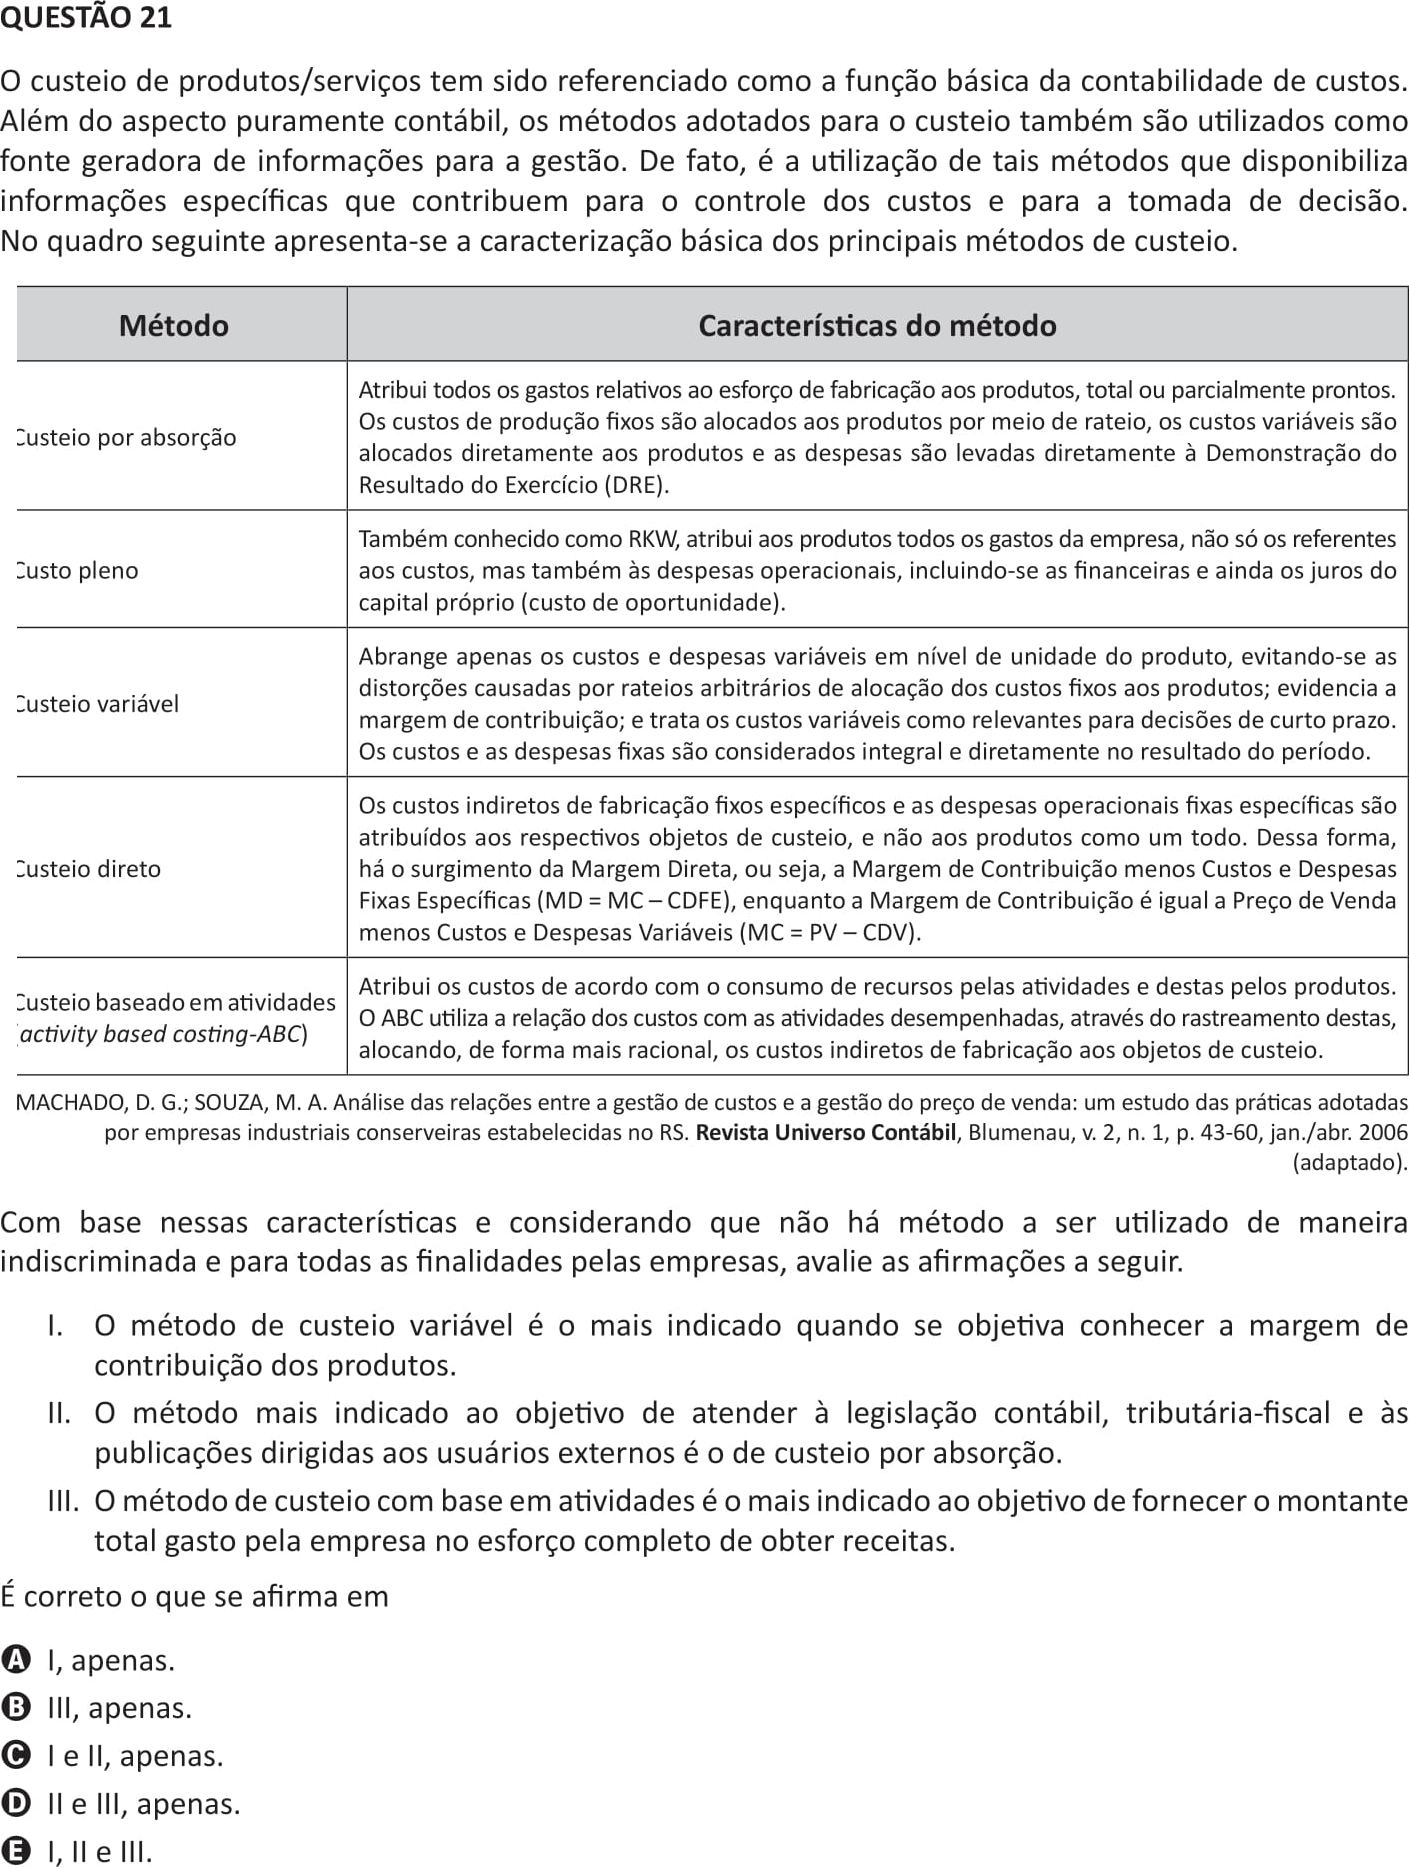 QUESTÃO 21
O custeio de produtos/serviços tem sido referenciado como a função básica da contabilidade de custos.
Além do aspecto puramente contábil, os métodos adotados para o custeio também são utilizados como
fonte geradora de informações para a gestão. De fato, é a utilização de tais métodos que disponibiliza
informações específicas que contribuem para o controle dos custos e para a tomada de decisão.
No quadro seguinte apresenta-se a caracterização básica dos principais métodos de custeio.
Método
Características do método
Custeio por absorção
Atribui todos os gastos relativos ao esforço de fabricação aos produtos, total ou parcialmente prontos.
Os custos de produção fixos são alocados aos produtos por meio de rateio, os custos variáveis são
alocados diretamente aos produtos e as despesas são levadas diretamente à Demonstração do
Resultado do Exercício (DRE).
Custo pleno
Também conhecido como RKW, atribui aos produtos todos os gastos da empresa, não só os referentes
aos custos, mas também às despesas operacionais, incluindo-se as financeiras e ainda os juros do
capital próprio (custo de oportunidade).
Custeio variável
Abrange apenas os custos e despesas variáveis em nível de unidade do produto, evitando-se as
distorções causadas por rateios arbitrários de alocação dos custos fixos aos produtos; evidencia a
margem de contribuição; e trata os custos variáveis como relevantes para decisões de curto prazo.
Os custos e as despesas fixas são considerados integral e diretamente no resultado do período.
Custeio direto
Os custos indiretos de fabricação fixos específicos e as despesas operacionais fixas específicas são
atribuídos aos respectivos objetos de custeio, e não aos produtos como um todo. Dessa forma,
há o surgimento da Margem Direta, ou seja, a Margem de Contribuição menos Custos e Despesas
Fixas Específicas (MD = MC – CDFE), enquanto a Margem de Contribuição é igual a Preço de Venda
menos Custos e Despesas Variáveis (MC = PV – CDV).
Custeio baseado em atividades
(activity based costing-ABC)
Atribui os custos de acordo com o consumo de recursos pelas atividades e destas pelos produtos.
O ABC utiliza a relação dos custos com as atividades desempenhadas, através do rastreamento destas,
alocando, de forma mais racional, os custos indiretos de fabricação aos objetos de custeio.
MACHADO, D. G.; SOUZA, M. A. Análise das relações entre a gestão de custos e a gestão do preço de venda: um estudo das práticas adotadas
por empresas industriais conserveiras estabelecidas no RS. Revista Universo Contábil, Blumenau, v. 2, n. 1, p. 43-60, jan./abr. 2006
(adaptado).
Com base nessas características e considerando que não há método a ser utilizado de maneira
indiscriminada e para todas as finalidades pelas empresas, avalie as afirmações a seguir.
I. O método de custeio variável é o mais indicado quando se objetiva conhecer a margem de
contribuição dos produtos.
II. O método mais indicado ao objetivo de atender à legislação contábil, tributária-fiscal e às
publicações dirigidas aos usuários externos é o de custeio por absorção.
III. O método de custeio com base em atividades é o mais indicado ao objetivo de fornecer o montante
total gasto pela empresa no esforço completo de obter receitas.
É correto o que se afirma em
A I, apenas.
B III, apenas.
C I e II, apenas.
D II e III, apenas.
E I, II e III.